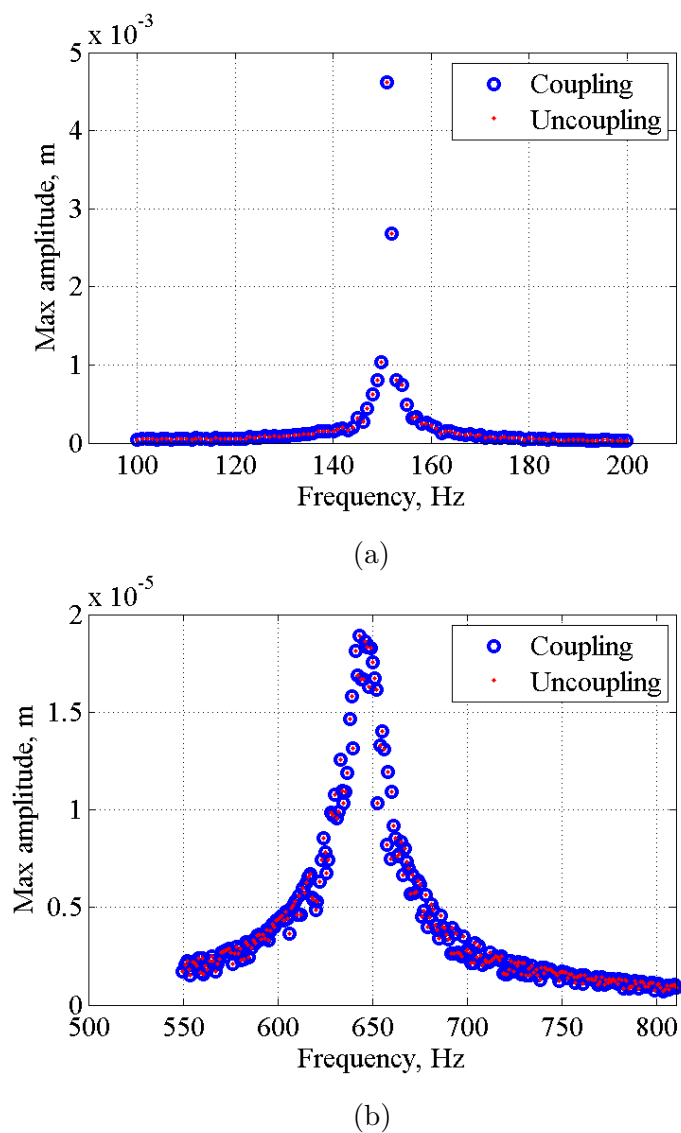 x 10^-3
5
4
3
2
1
0
Max amplitude, m
Coupling
Uncoupling
100 120 140 160 180 200
Frequency, Hz
(a)
x 10^-5
2
1.5
1
0.5
0
Max amplitude, m
Coupling
Uncoupling
500 550 600 650 700 750 800
Frequency, Hz
(b)